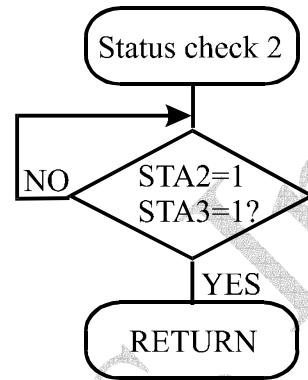 Status check 2
NO
STA2=1
STA3=1?
YES
RETURN